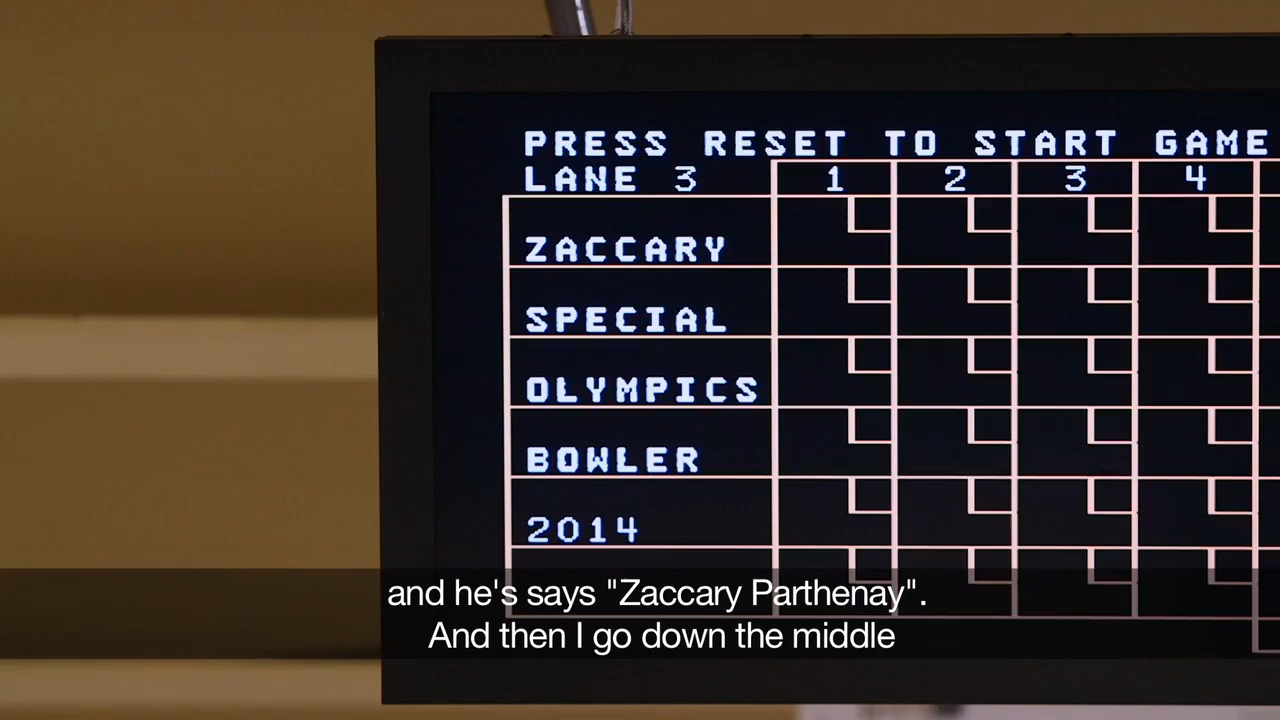 PRESS RESET TO START GAME
LANE 3 1 2 3 4
ZACCARY
SPECIAL
OLYMPICS
BOWLER
2014
and he's says "Zaccary Parthenay".
And then I go down the middle